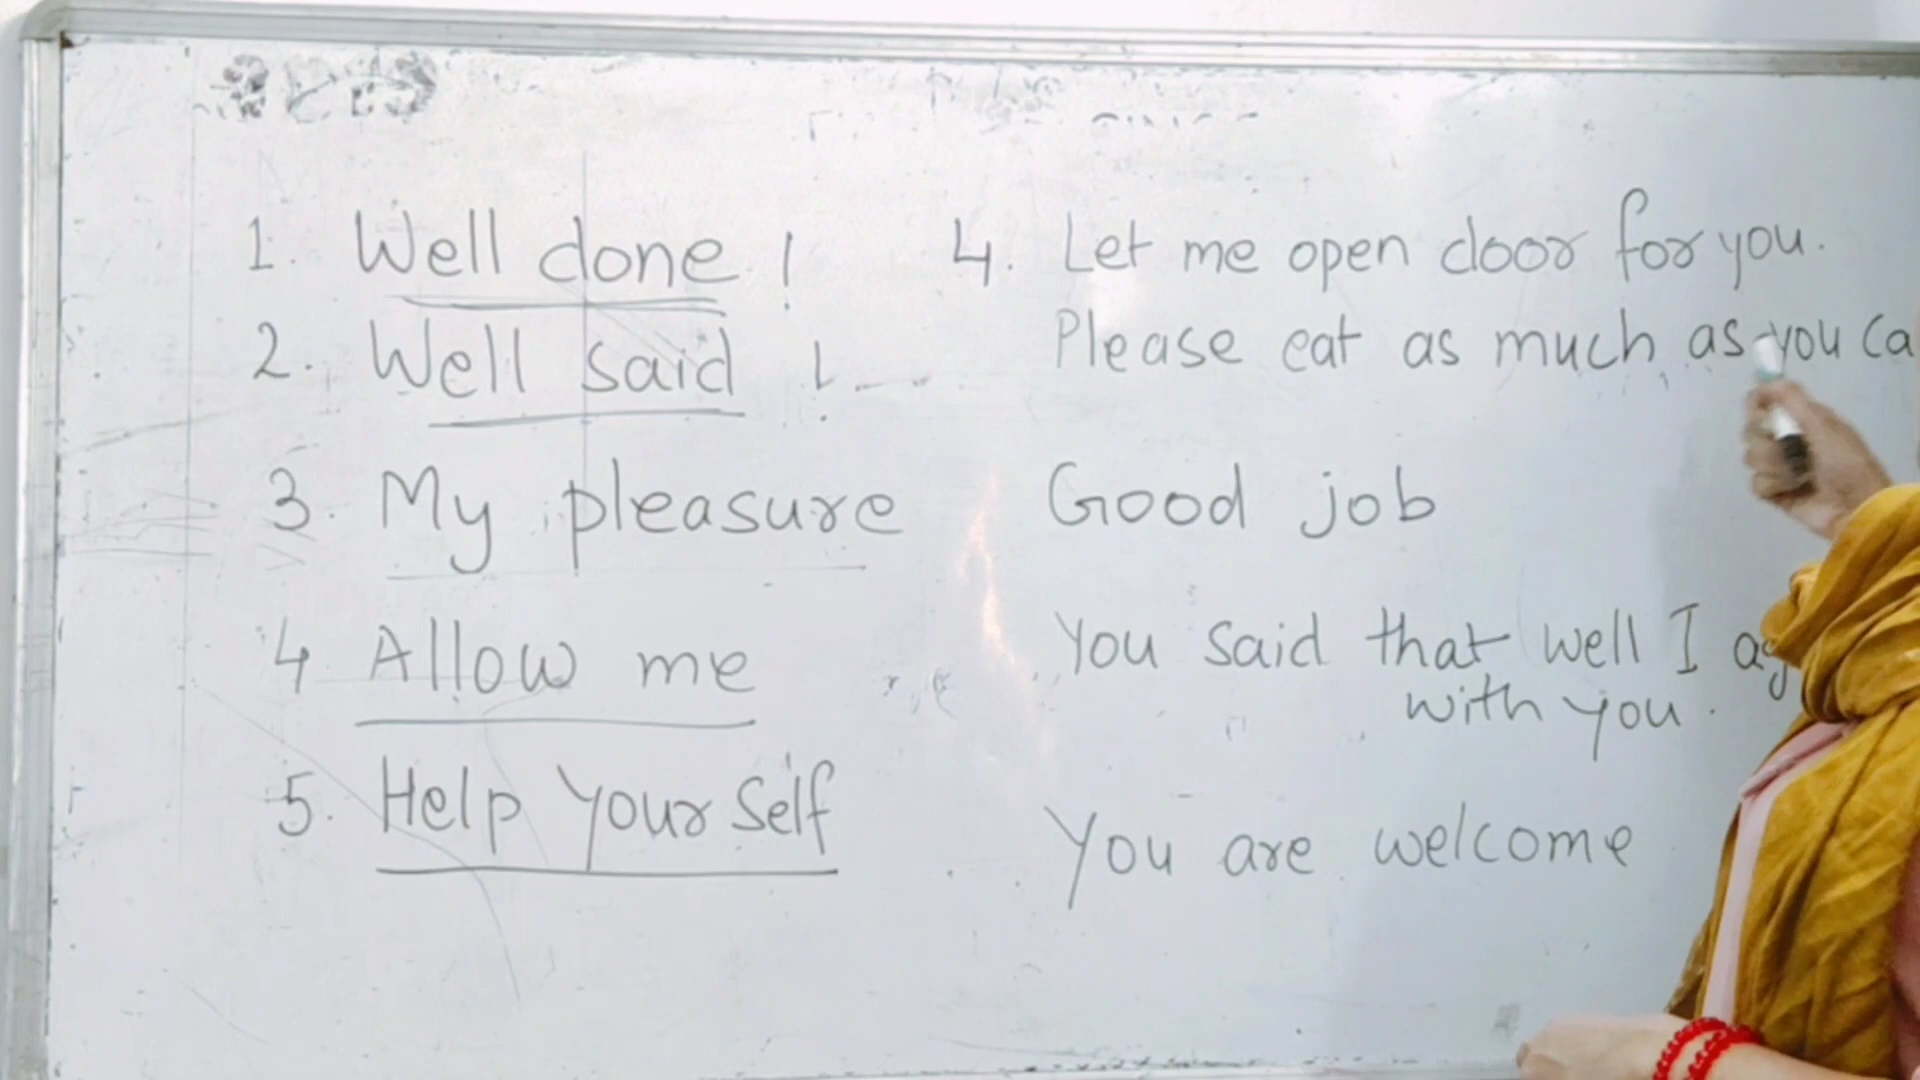 1. Well done !
2. Well said !
3. My pleasure
4 Allow me
5. Help Your Self
4. Let me open door for you.
Please eat as much as you ca
Good job
You said that well I ag
with you.
You are welcome